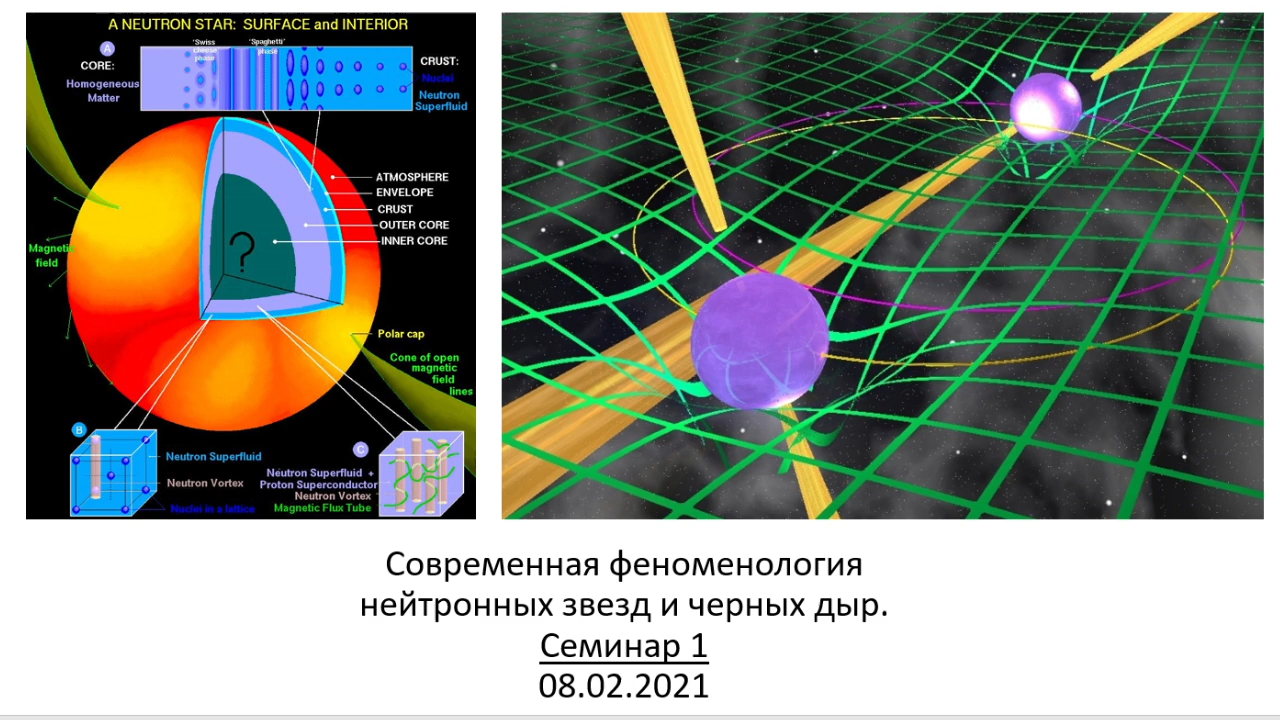 A NEUTRON STAR: SURFACE and INTERIOR
A
'Swiss
Cheese
phase
'Spaghetti'
phase
CORE:
Homogeneous
Matter
CRUST:
Nuclei
Neutron
Superfluid
ATMOSPHERE
ENVELOPE
CRUST
OUTER CORE
INNER CORE
?
Magnetic
field
Polar cap
Cone of open
magnetic
field
lines
B
Neutron Superfluid
Neutron Vortex
Nuclei in a lattice
C
Neutron Superfluid +
Proton Superconductor
Neutron Vortex
Magnetic Flux Tube
Современная феноменология
нейтронных звезд и черных дыр.
Семинар 1
08.02.2021